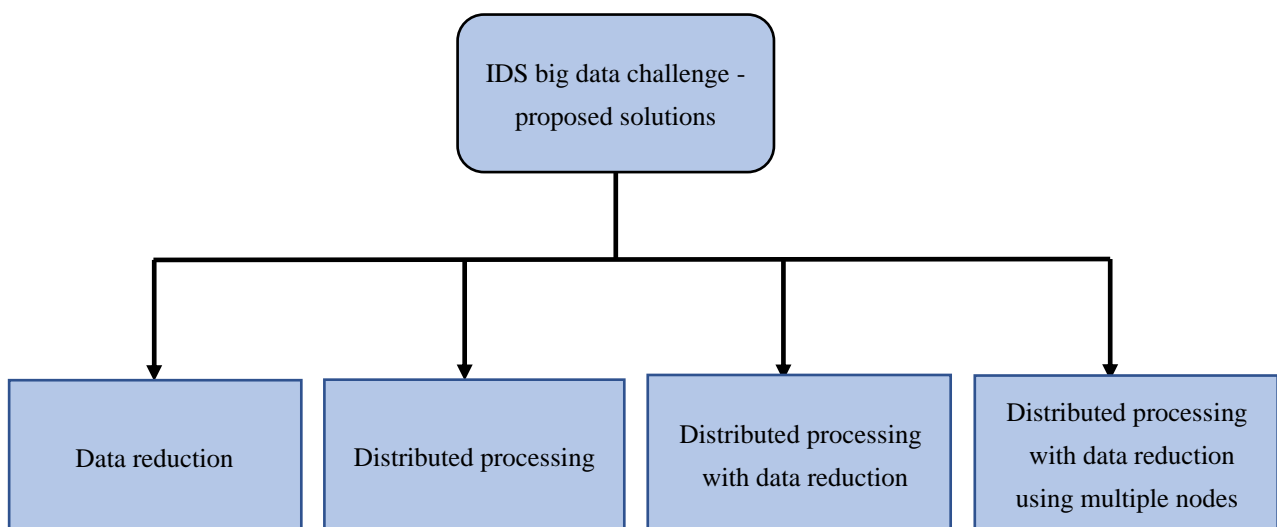 IDS big data challenge -
proposed solutions
Data reduction
Distributed processing
Distributed processing
with data reduction
Distributed processing
with data reduction
using multiple nodes